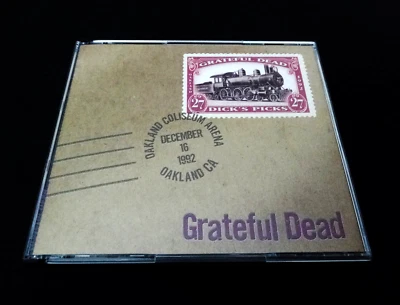 GRATEFUL DEAD
27
27
DICK'S PICKS
OAKLAND COLISEUM ARENA
DECEMBER
16
1992
OAKLAND CA
Grateful Dead